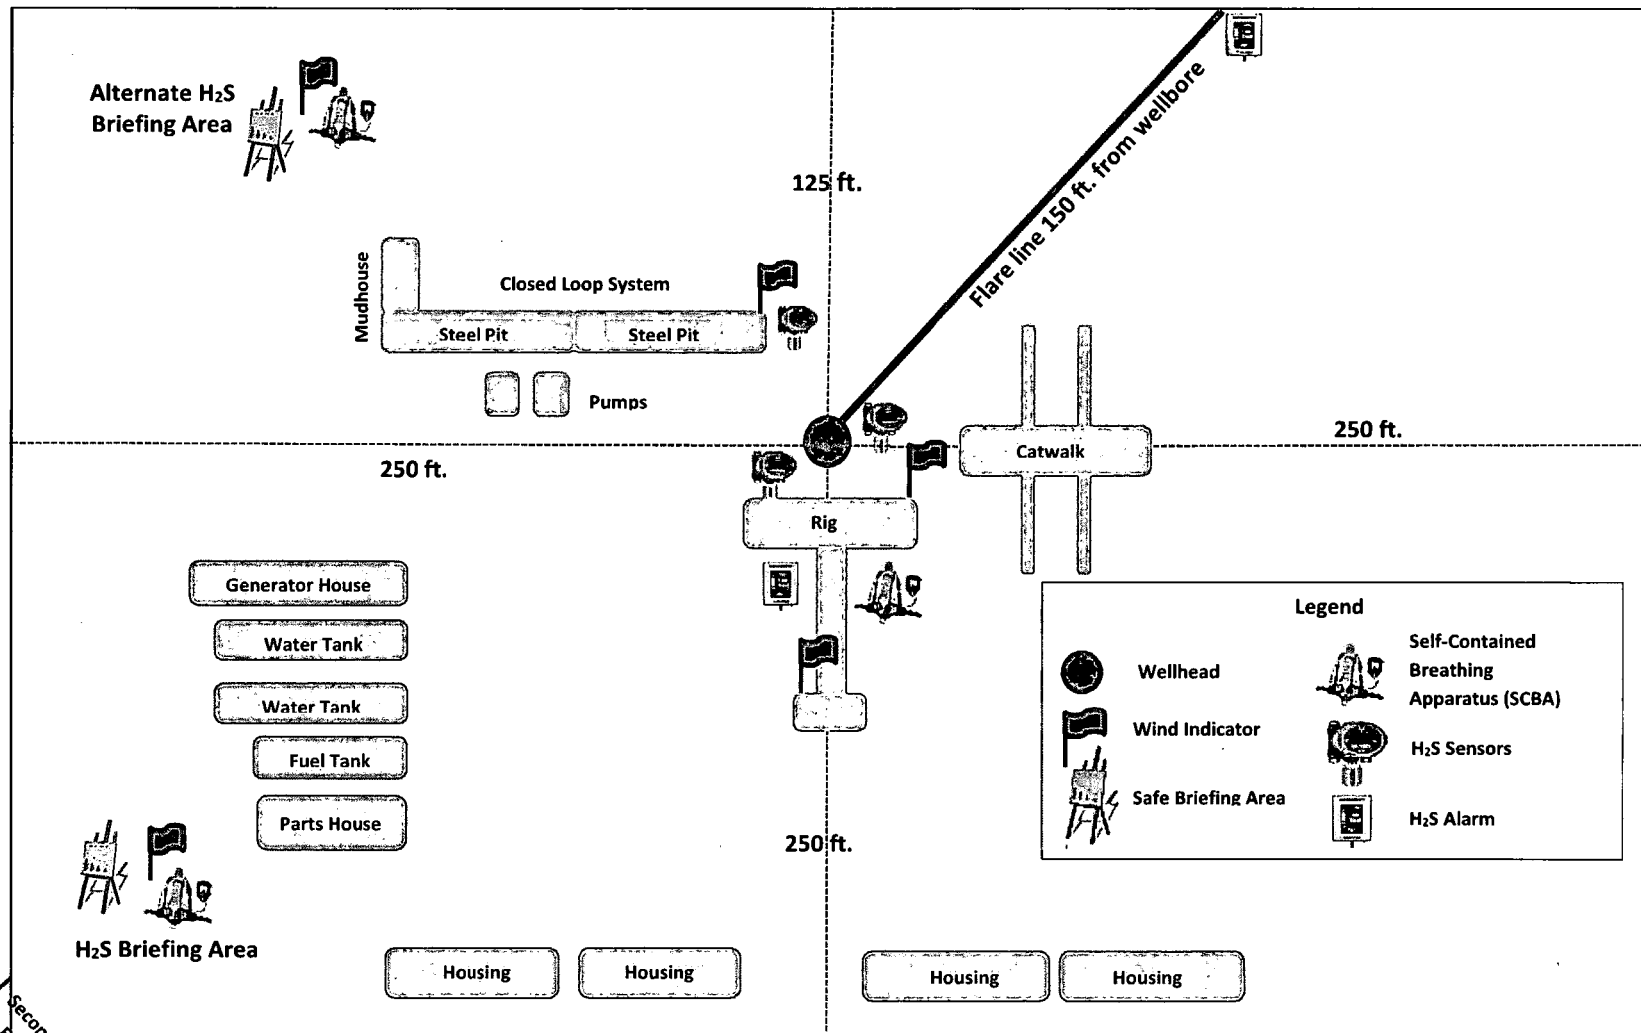 Alternate H₂S
Briefing Area
125 ft.
Flare line 150 ft. from wellbore
Mudhouse
Closed Loop System
Steel Pit
Steel Pit
Pumps
250 ft.
250 ft.
Catwalk
Rig
Generator House
Water Tank
Water Tank
Fuel Tank
Parts House
250 ft.
H₂S Briefing Area
Housing
Housing
Housing
Housing
Legend
Wellhead
Wind Indicator
Safe Briefing Area
Self-Contained
Breathing
Apparatus (SCBA)
H₂S Sensors
H₂S Alarm